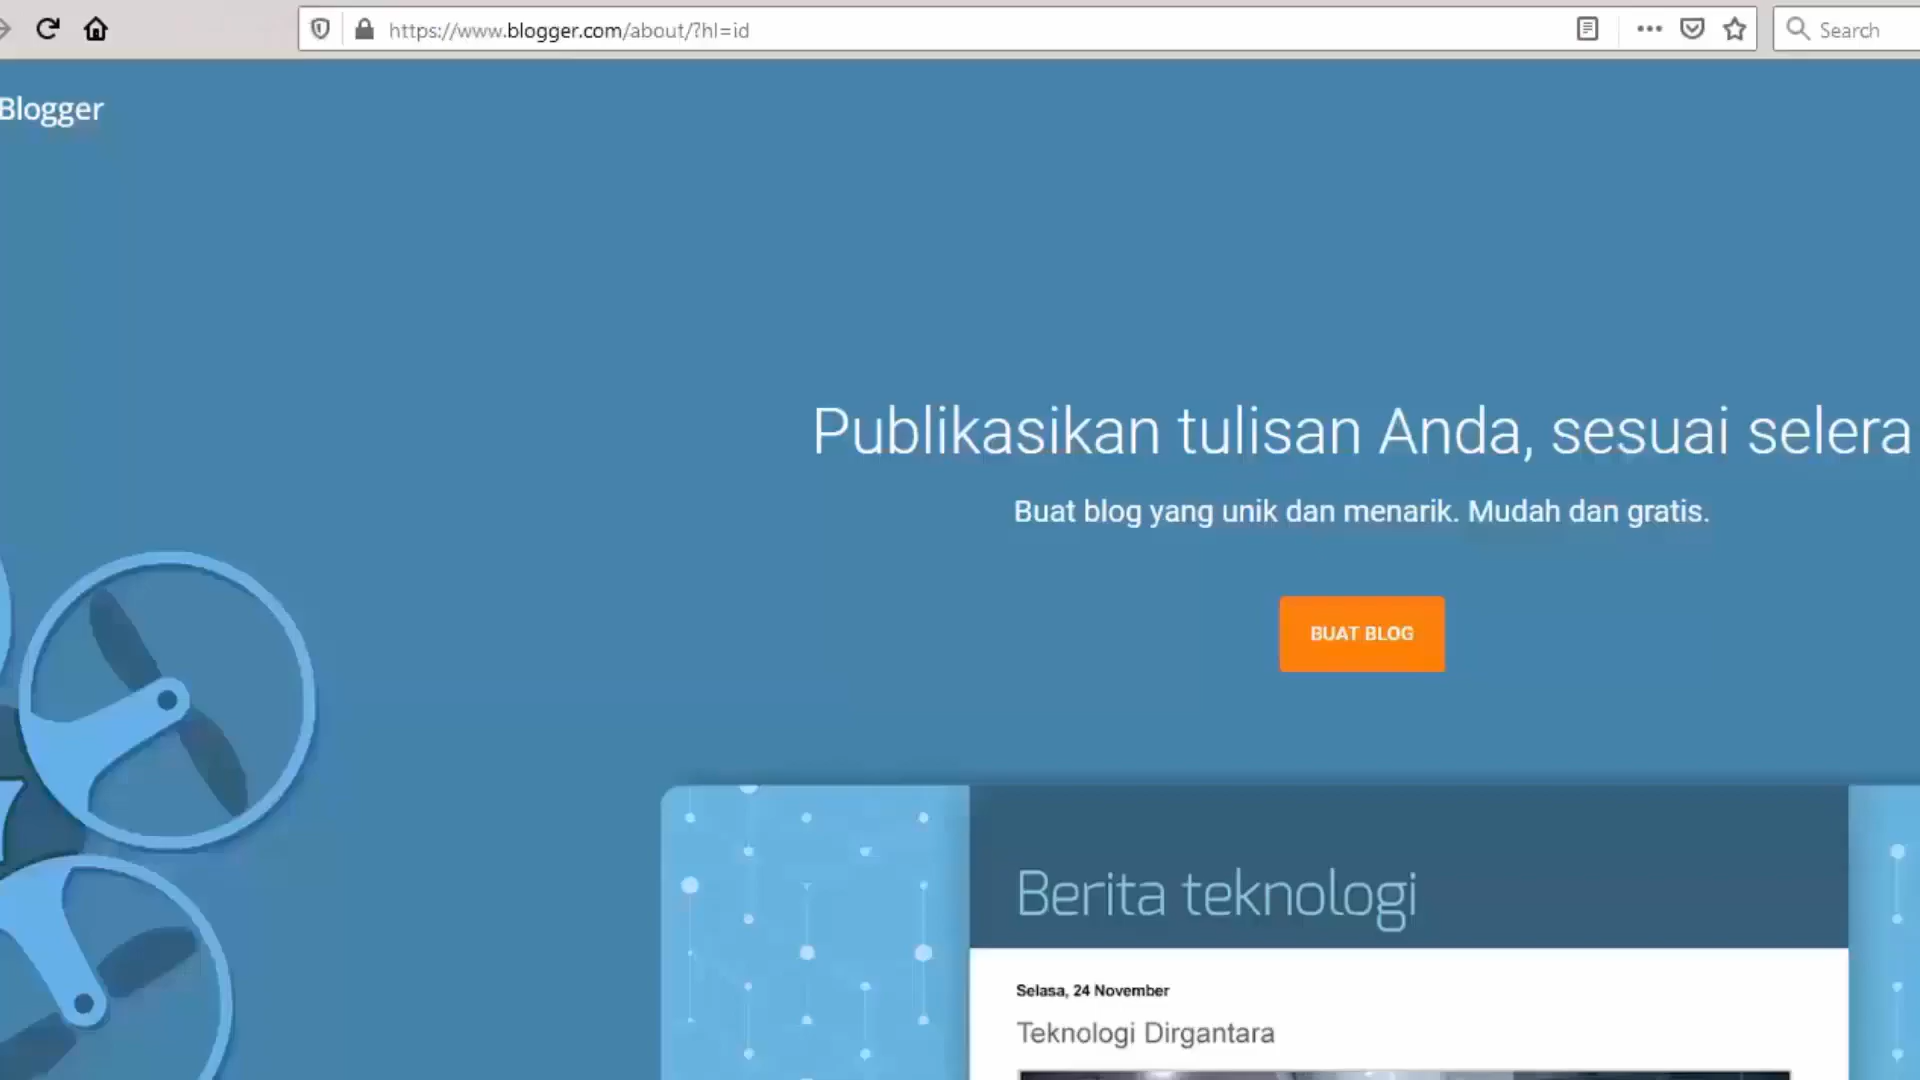 https://www.blogger.com/about/?hl=id
Search
Blogger
Publikasikan tulisan Anda, sesuai selera
Buat blog yang unik dan menarik. Mudah dan gratis.
BUAT BLOG
Berita teknologi
Selasa, 24 November
Teknologi Dirgantara